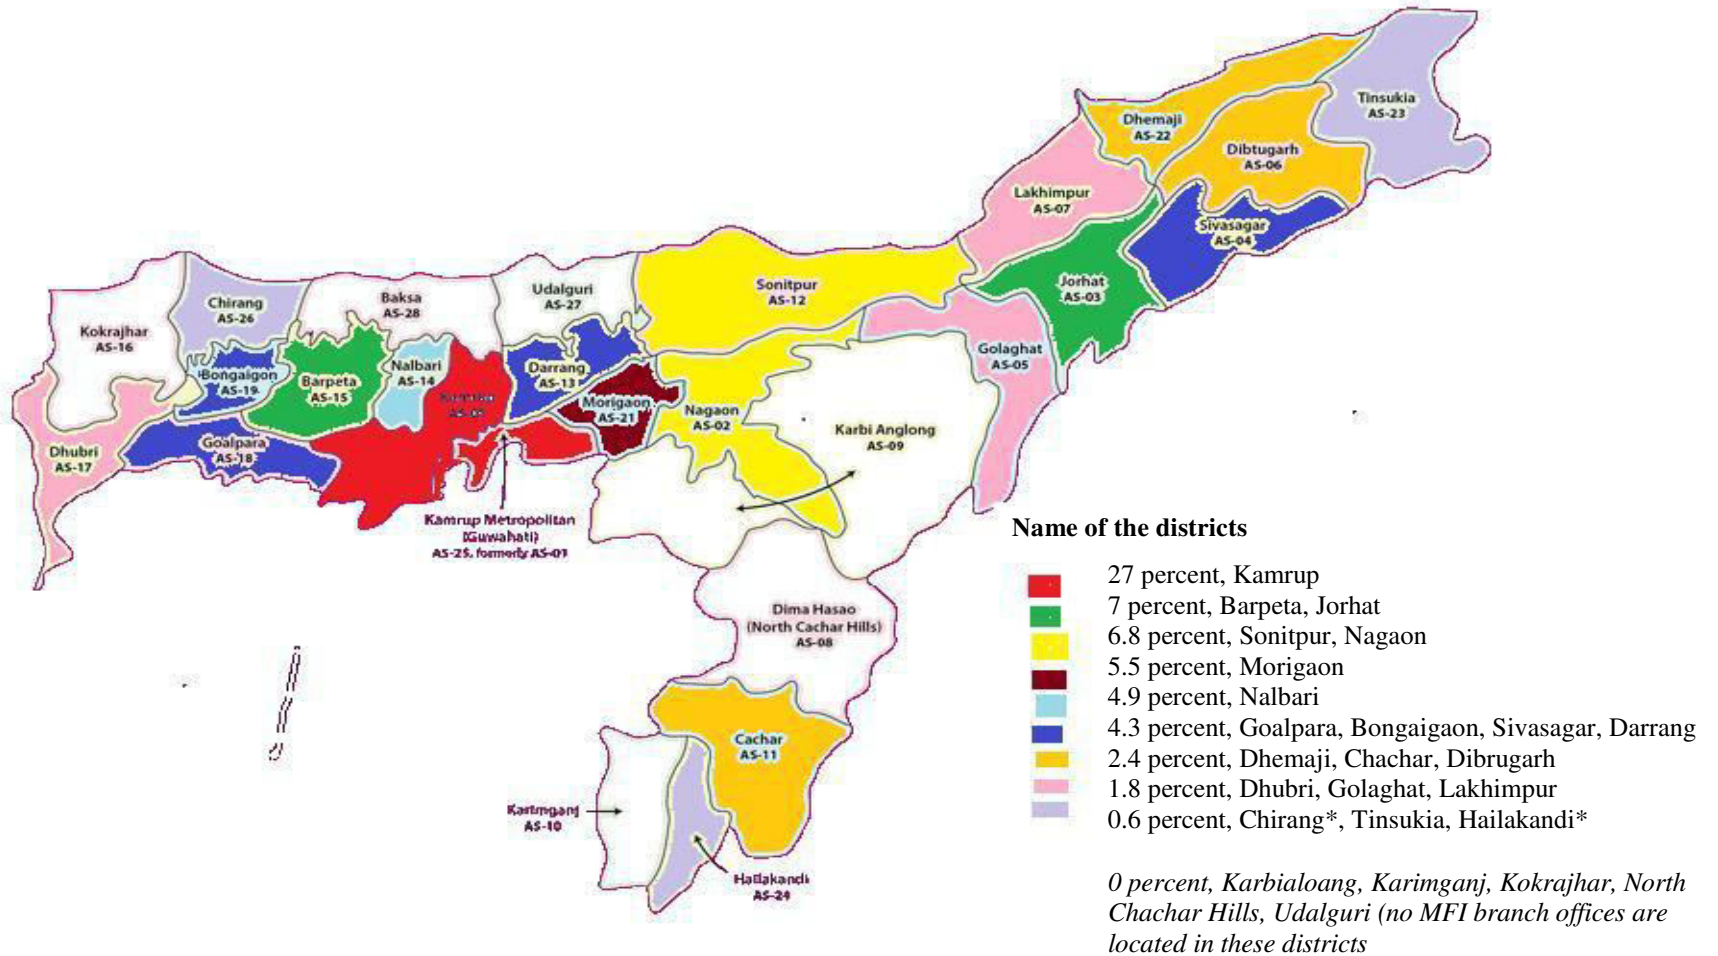 Tinsukia
AS-23
Dhemaji
AS-22
Dibtugarh
AS-06
Lakhimpur
AS-07
Sivasagar
AS-04
Jorhat
AS-03
Sonitpur
AS-12
Udalguri
AS-27
Baksa
AS-28
Chirang
AS-26
Kokrajhar
AS-16
Golaghat
AS-05
Bongaigon
AS-19
Barpeta
AS-15
Nalbari
AS-14
Darrang
AS-13
Morigaon
AS-21
Nagaon
AS-02
Karbi Anglong
AS-09
Goalpara
AS-18
Dhubri
AS-17
Kamrup Metropolitan
(Guwahati)
AS-25, formerly AS-01
Dima Hasao
(North Cachar Hills)
AS-08
Cachar
AS-11
Karimganj
AS-10
Hailakandi
AS-24
Name of the districts
27 percent, Kamrup
7 percent, Barpeta, Jorhat
6.8 percent, Sonitpur, Nagaon
5.5 percent, Morigaon
4.9 percent, Nalbari
4.3 percent, Goalpara, Bongaigaon, Sivasagar, Darrang
2.4 percent, Dhemaji, Chachar, Dibrugarh
1.8 percent, Dhubri, Golaghat, Lakhimpur
0.6 percent, Chirang*, Tinsukia, Hailakandi*
0 percent, Karbialoang, Karimganj, Kokrajhar, North
Chachar Hills, Udalguri (no MFI branch offices are
located in these districts